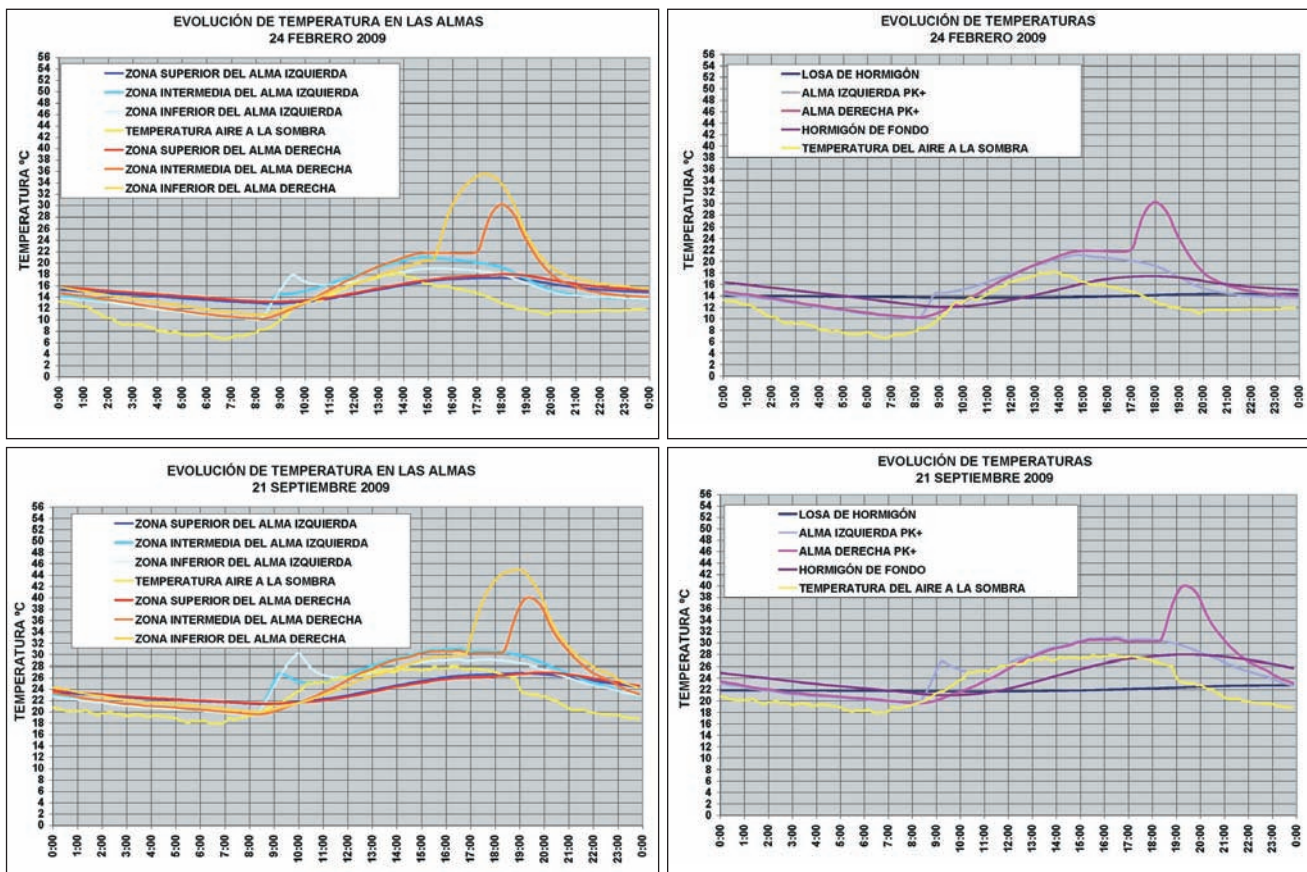 EVOLUCIÓN DE TEMPERATURA EN LAS ALMAS
24 FEBRERO 2009
TEMPERATURA ºC
56
54
52
50
48
46
44
42
40
38
36
34
32
30
28
26
24
22
20
18
16
14
12
10
8
6
4
2
0
ZONA SUPERIOR DEL ALMA IZQUIERDA
ZONA INTERMEDIA DEL ALMA IZQUIERDA
ZONA INFERIOR DEL ALMA IZQUIERDA
TEMPERATURA AIRE A LA SOMBRA
ZONA SUPERIOR DEL ALMA DERECHA
ZONA INTERMEDIA DEL ALMA DERECHA
ZONA INFERIOR DEL ALMA DERECHA
0:00 1:00 2:00 3:00 4:00 5:00 6:00 7:00 8:00 9:00 10:00 11:00 12:00 13:00 14:00 15:00 16:00 17:00 18:00 19:00 20:00 21:00 22:00 23:00 0:00
EVOLUCIÓN DE TEMPERATURAS
24 FEBRERO 2009
TEMPERATURA ºC
56
54
52
50
48
46
44
42
40
38
36
34
32
30
28
26
24
22
20
18
16
14
12
10
8
6
4
2
0
LOSA DE HORMIGÓN
ALMA IZQUIERDA PK+
ALMA DERECHA PK+
HORMIGÓN DE FONDO
TEMPERATURA DEL AIRE A LA SOMBRA
0:00 1:00 2:00 3:00 4:00 5:00 6:00 7:00 8:00 9:00 10:00 11:00 12:00 13:00 14:00 15:00 16:00 17:00 18:00 19:00 20:00 21:00 22:00 23:00 0:00
EVOLUCIÓN DE TEMPERATURA EN LAS ALMAS
21 SEPTIEMBRE 2009
TEMPERATURA ºC
56
54
52
50
48
46
44
42
40
38
36
34
32
30
28
26
24
22
20
18
16
14
12
10
8
6
4
2
0
ZONA SUPERIOR DEL ALMA IZQUIERDA
ZONA INTERMEDIA DEL ALMA IZQUIERDA
ZONA INFERIOR DEL ALMA IZQUIERDA
TEMPERATURA AIRE A LA SOMBRA
ZONA SUPERIOR DEL ALMA DERECHA
ZONA INTERMEDIA DEL ALMA DERECHA
ZONA INFERIOR DEL ALMA DERECHA
0:00 1:00 2:00 3:00 4:00 5:00 6:00 7:00 8:00 9:00 10:00 11:00 12:00 13:00 14:00 15:00 16:00 17:00 18:00 19:00 20:00 21:00 22:00 23:00 0:00
EVOLUCIÓN DE TEMPERATURAS
21 SEPTIEMBRE 2009
TEMPERATURA ºC
56
54
52
50
48
46
44
42
40
38
36
34
32
30
28
26
24
22
20
18
16
14
12
10
8
6
4
2
0
LOSA DE HORMIGÓN
ALMA IZQUIERDA PK+
ALMA DERECHA PK+
HORMIGÓN DE FONDO
TEMPERATURA DEL AIRE A LA SOMBRA
0:00 1:00 2:00 3:00 4:00 5:00 6:00 7:00 8:00 9:00 10:00 11:00 12:00 13:00 14:00 15:00 16:00 17:00 18:00 19:00 20:00 21:00 22:00 23:00 0:00